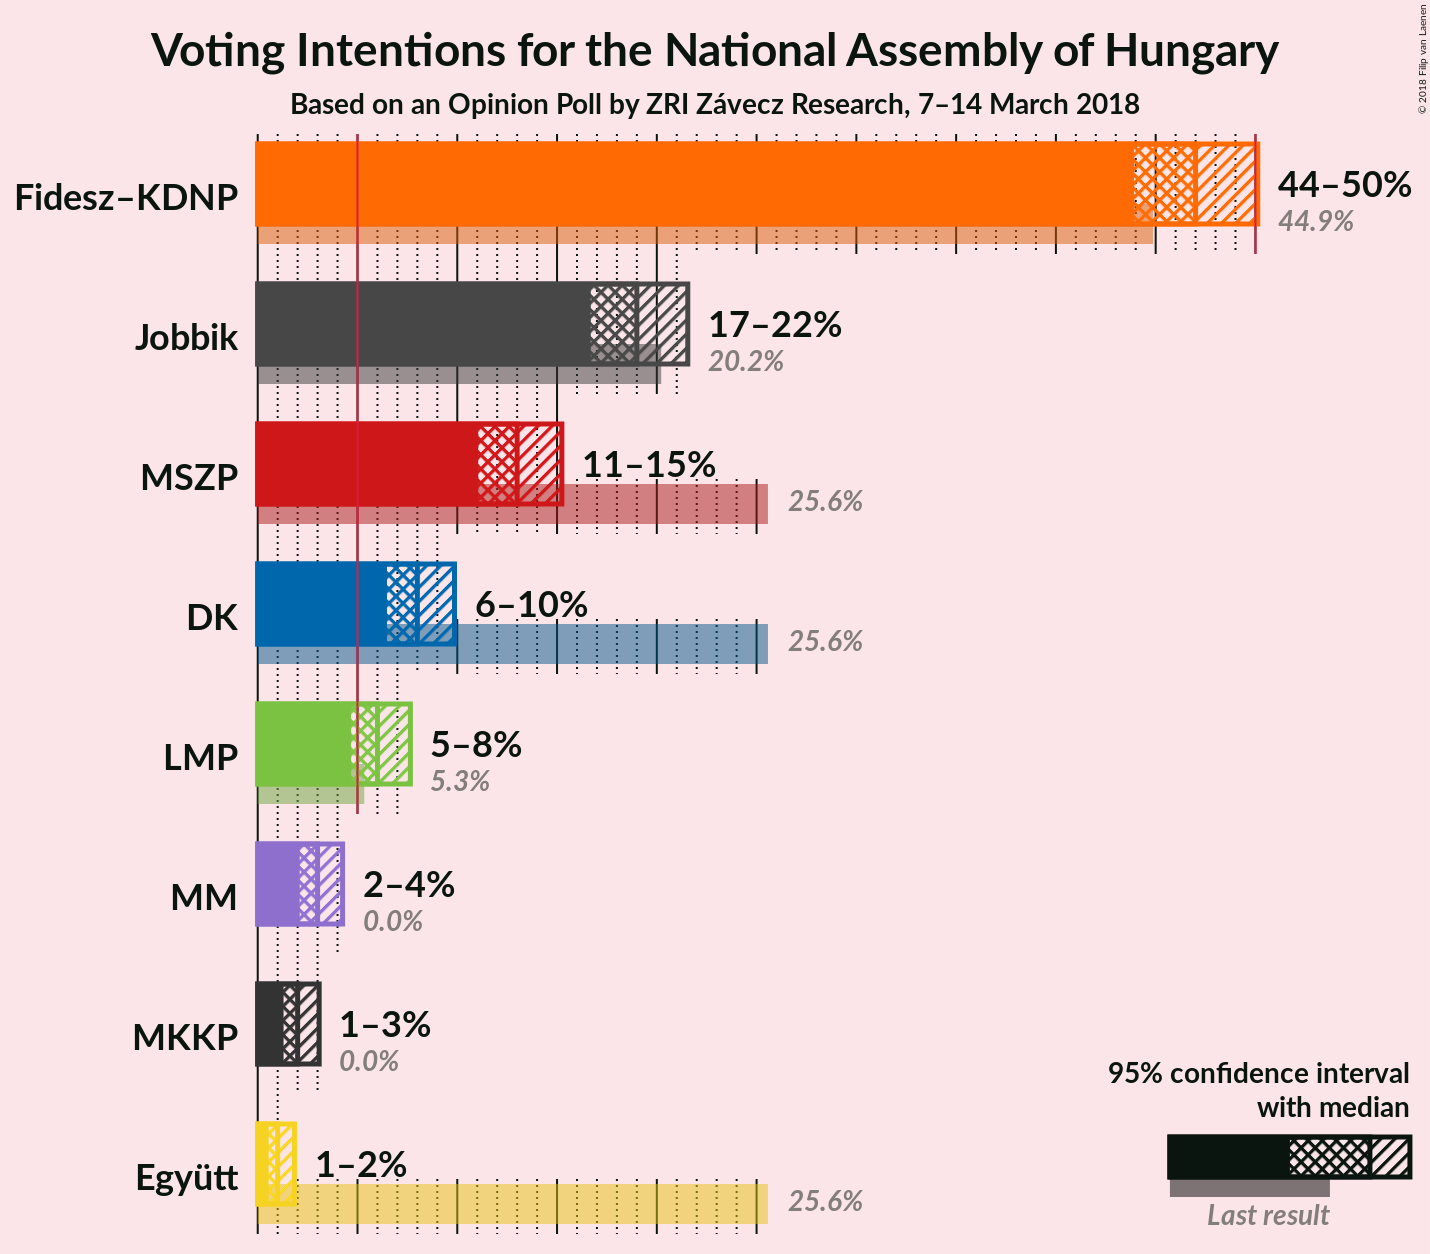 Voting Intentions for the National Assembly of Hungary
Based on an Opinion Poll by ZRI Závecz Research, 7–14 March 2018
© 2018 Filip van Laenen
Fidesz–KDNP
44–50%
44.9%
Jobbik
17–22%
20.2%
MSZP
11–15%
25.6%
DK
6–10%
25.6%
LMP
5–8%
5.3%
MM
2–4%
0.0%
MKKP
1–3%
0.0%
Együtt
1–2%
25.6%
95% confidence interval
with median
Last result